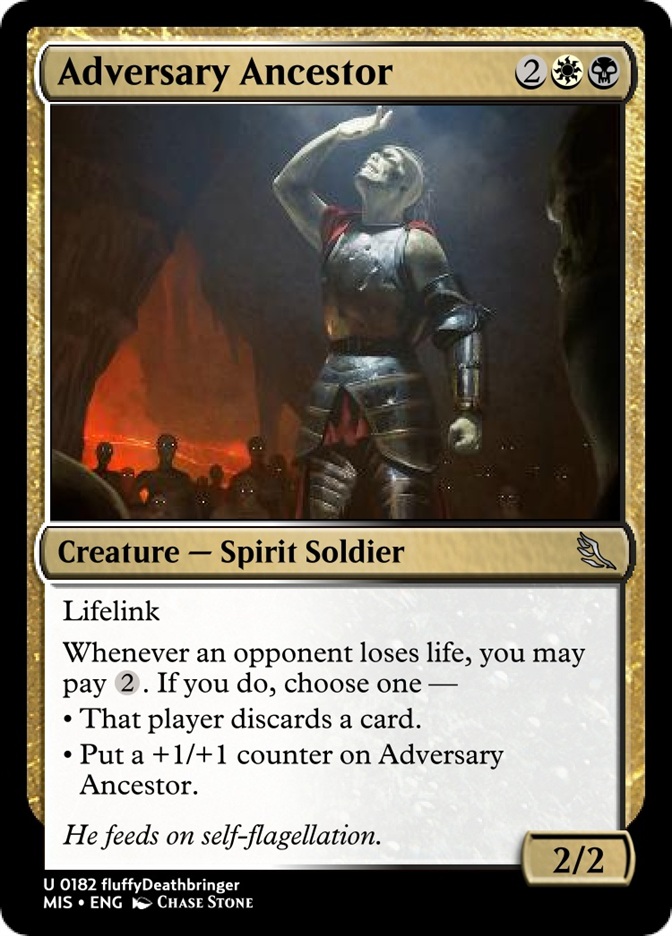 Adversary Ancestor 2
Creature — Spirit Soldier
Lifelink
Whenever an opponent loses life, you may
pay 2. If you do, choose one —
• That player discards a card.
• Put a +1/+1 counter on Adversary
Ancestor.
He feeds on self-flagellation.
2/2
U 0182 fluffyDeathbringer
MIS • ENG Chase Stone